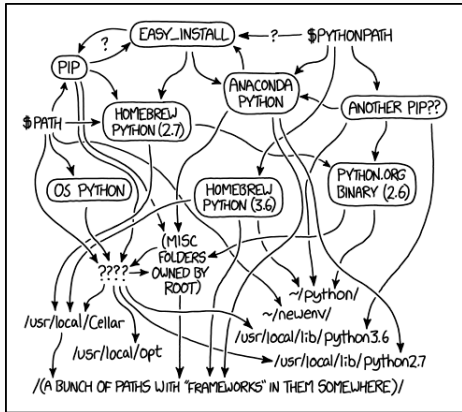 EASY_INSTALL
?
?
$PYTHONPATH
PIP
ANACONDA
PYTHON
ANOTHER PIP??
HOMEBREW
PYTHON (2.7)
$PATH
OS PYTHON
HOMEBREW
PYTHON (3.6)
PYTHON.ORG
BINARY (2.6)
????
(MISC
FOLDERS
OWNED BY
ROOT)
~/python/
~/newenv/
/usr/local/Cellar
/usr/local/opt
/usr/local/lib/python3.6
/usr/local/lib/python2.7
/(A BUNCH OF PATHS WITH "FRAMEWORKS" IN THEM SOMEWHERE)/